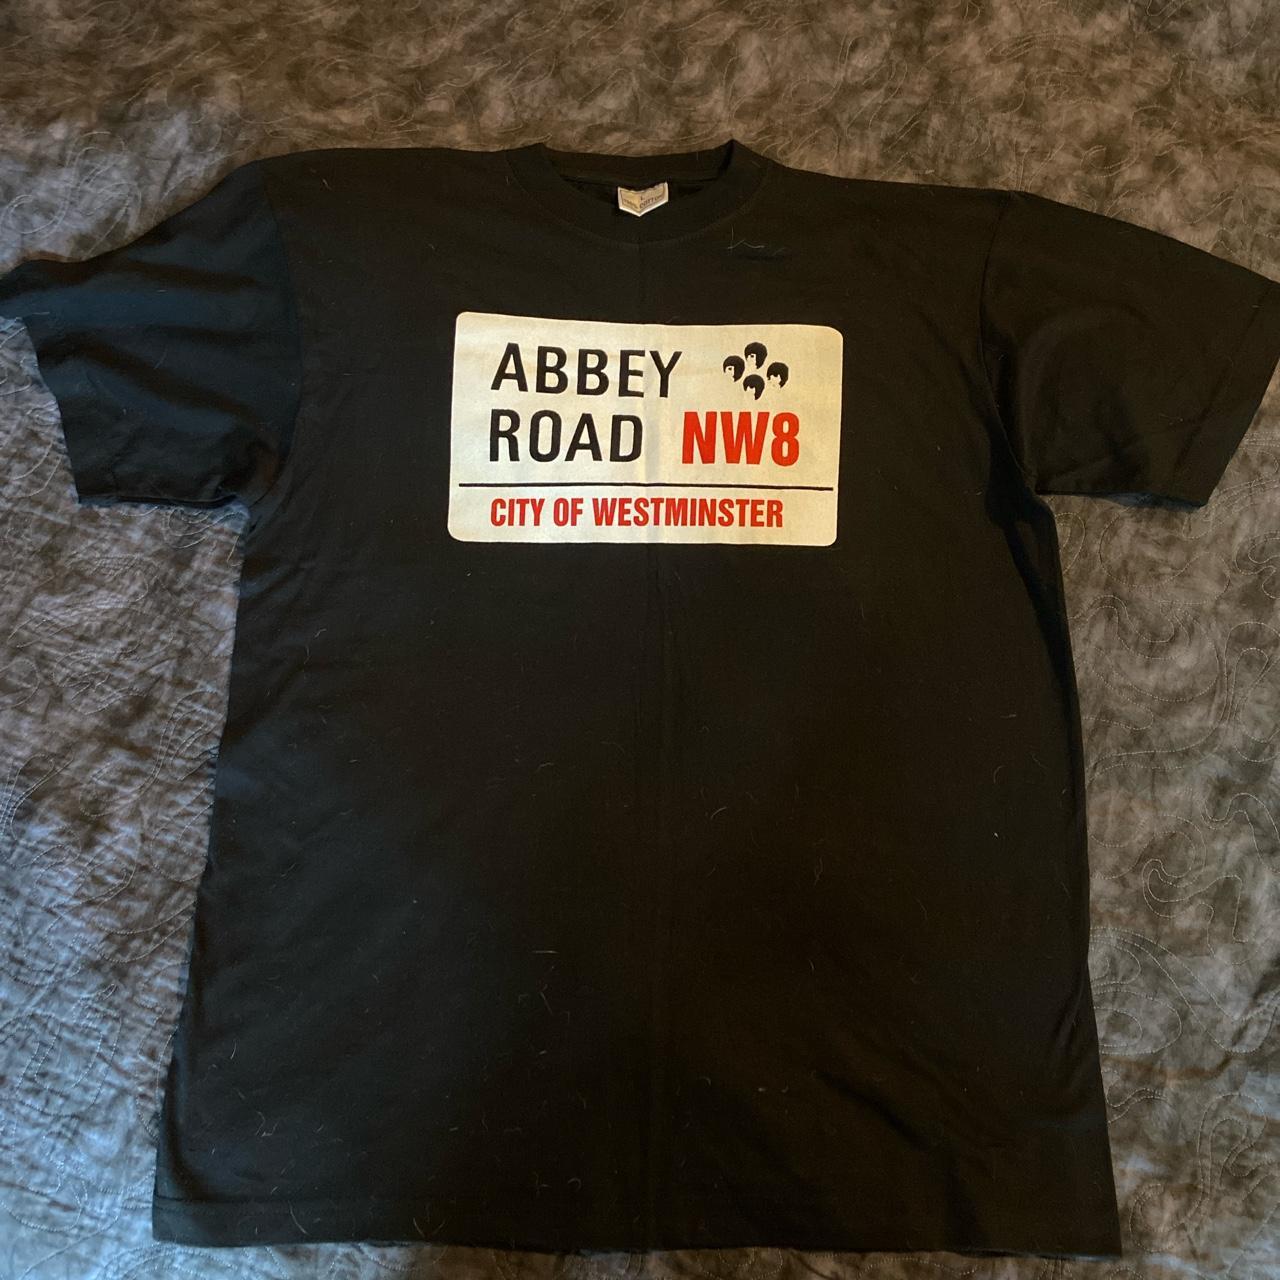 ABBEY
ROAD NW8
CITY OF WESTMINSTER